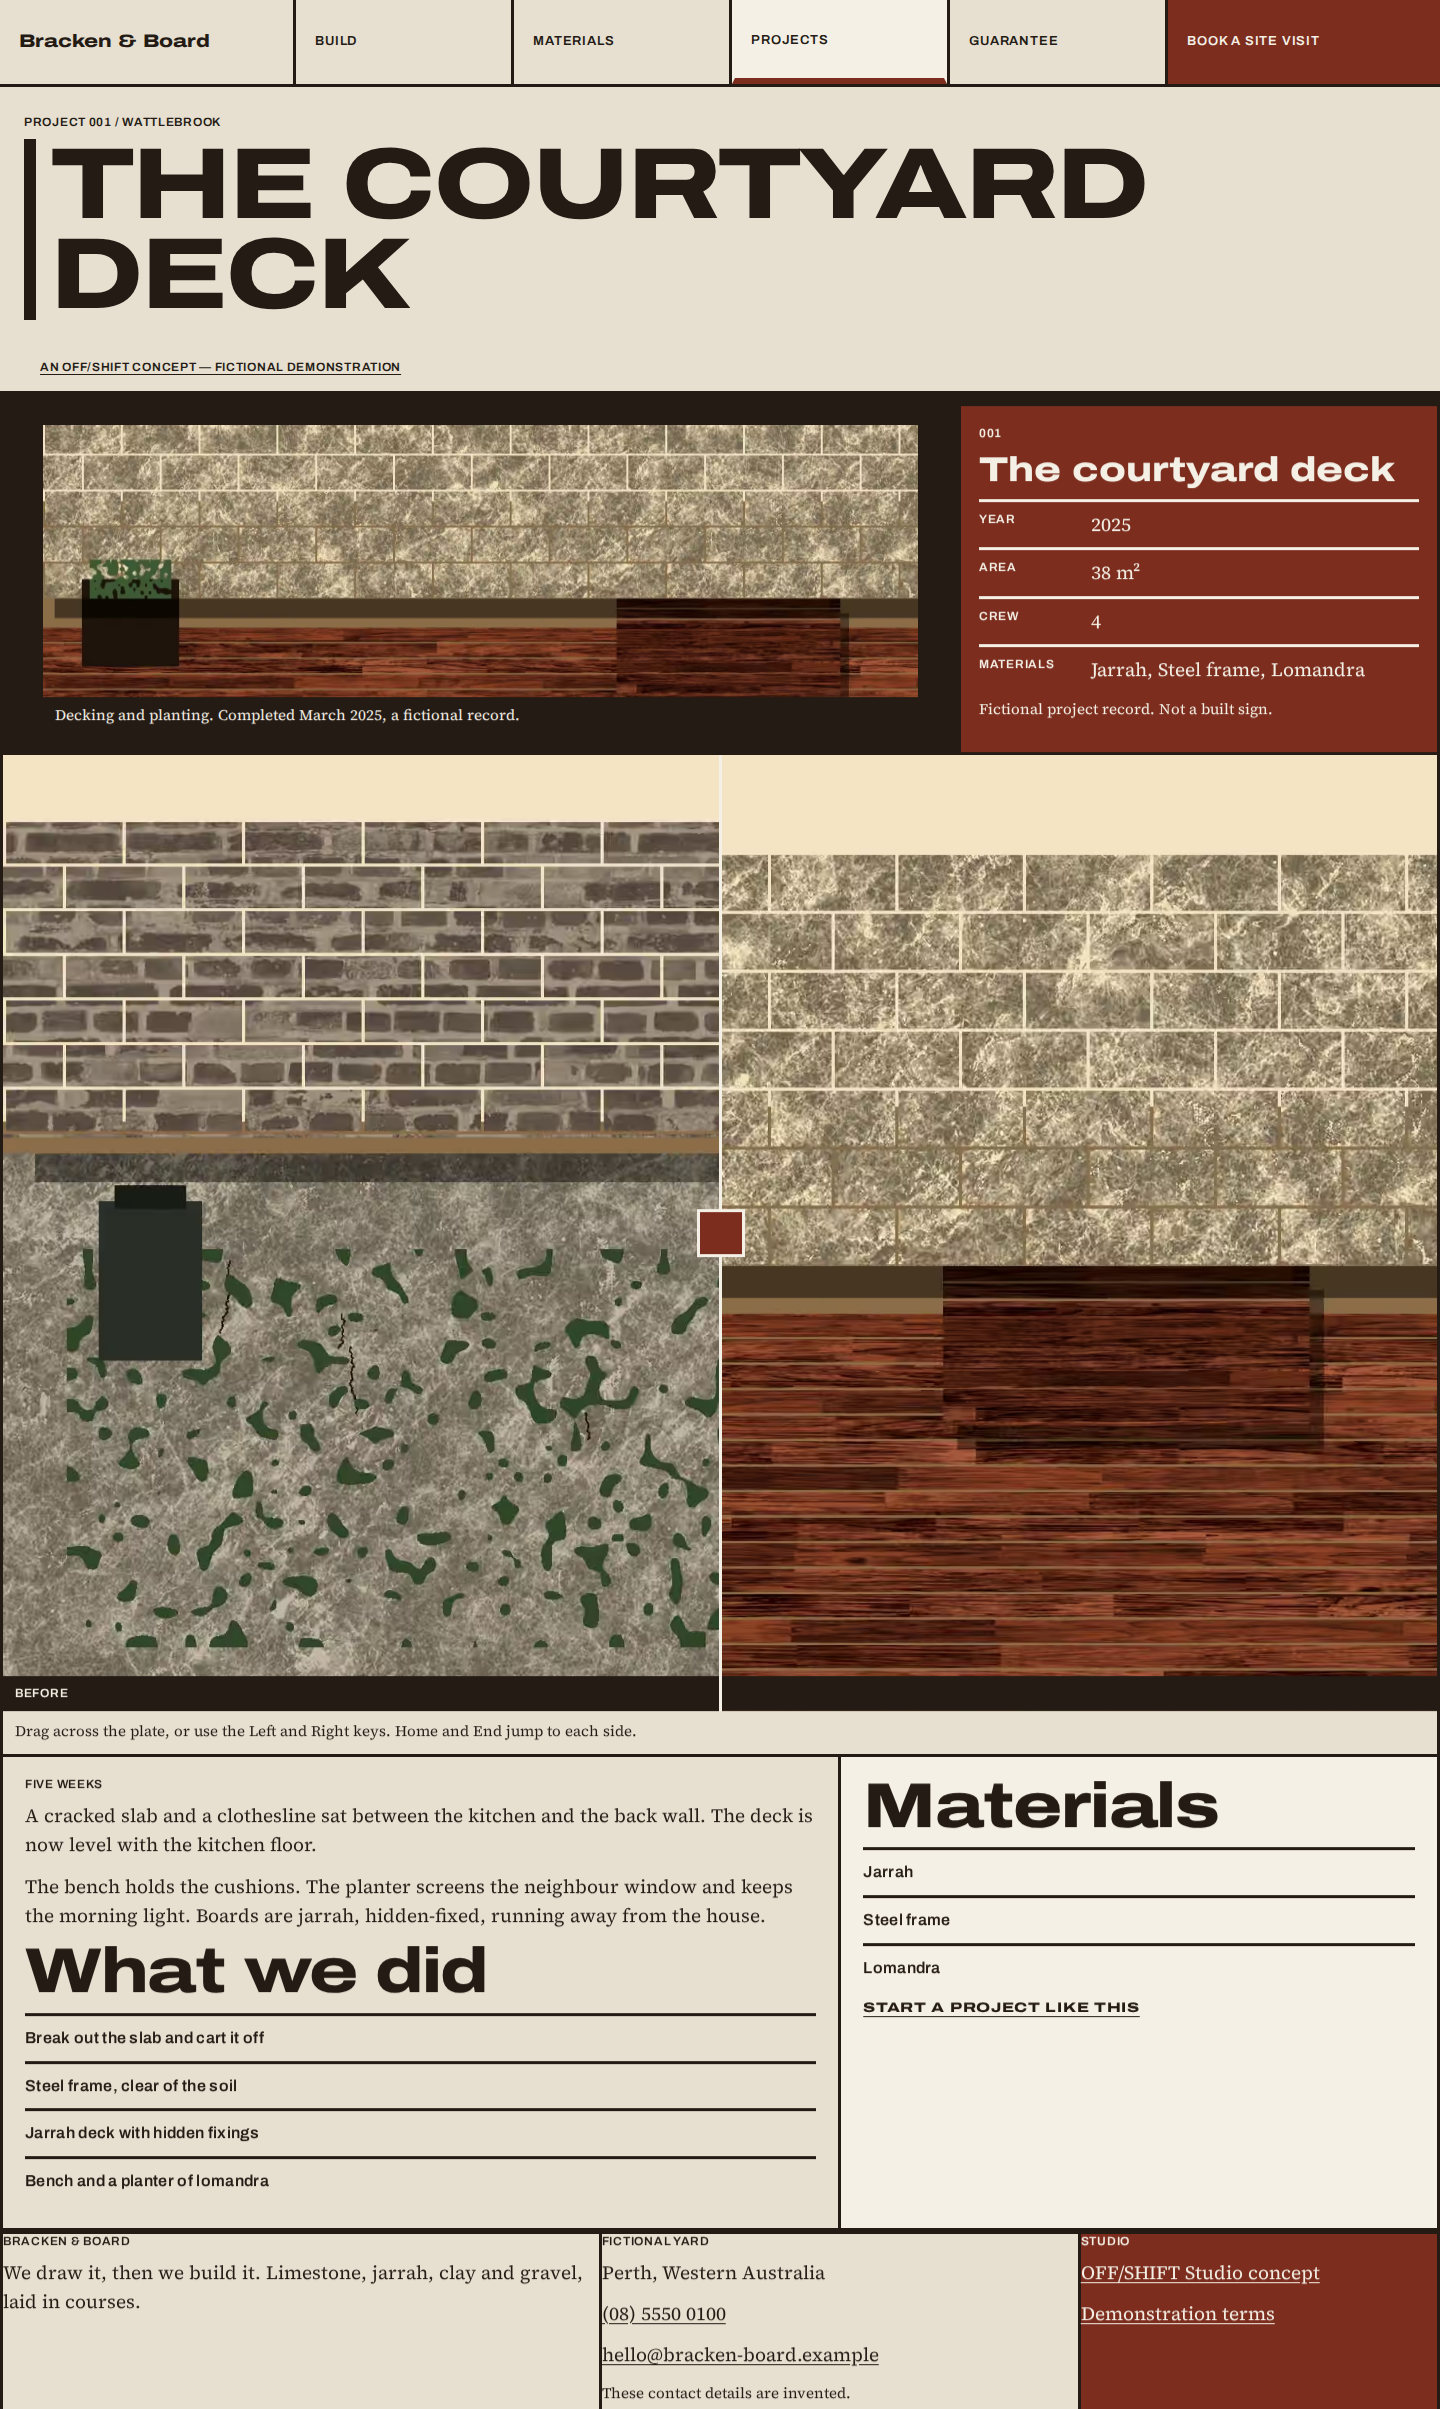 Bracken & Board
BUILD
MATERIALS
PROJECTS
GUARANTEE
BOOK A SITE VISIT
PROJECT 001 / WATTLEBROOK
THE COURTYARD
DECK
AN OFF/SHIFT CONCEPT — FICTIONAL DEMONSTRATION
Decking and planting. Completed March 2025, a fictional record.
001
The courtyard deck
YEAR 2025
AREA 38 m²
CREW 4
MATERIALS Jarrah, Steel frame, Lomandra
Fictional project record. Not a built sign.
BEFORE
Drag across the plate, or use the Left and Right keys. Home and End jump to each side.
FIVE WEEKS
A cracked slab and a clothesline sat between the kitchen and the back wall. The deck is
now level with the kitchen floor.
The bench holds the cushions. The planter screens the neighbour window and keeps
the morning light. Boards are jarrah, hidden-fixed, running away from the house.
What we did
Break out the slab and cart it off
Steel frame, clear of the soil
Jarrah deck with hidden fixings
Bench and a planter of lomandra
Materials
Jarrah
Steel frame
Lomandra
START A PROJECT LIKE THIS
BRACKEN & BOARD
We draw it, then we build it. Limestone, jarrah, clay and gravel,
laid in courses.
FICTIONAL YARD
Perth, Western Australia
(08) 5550 0100
hello@bracken-board.example
These contact details are invented.
STUDIO
OFF/SHIFT Studio concept
Demonstration terms